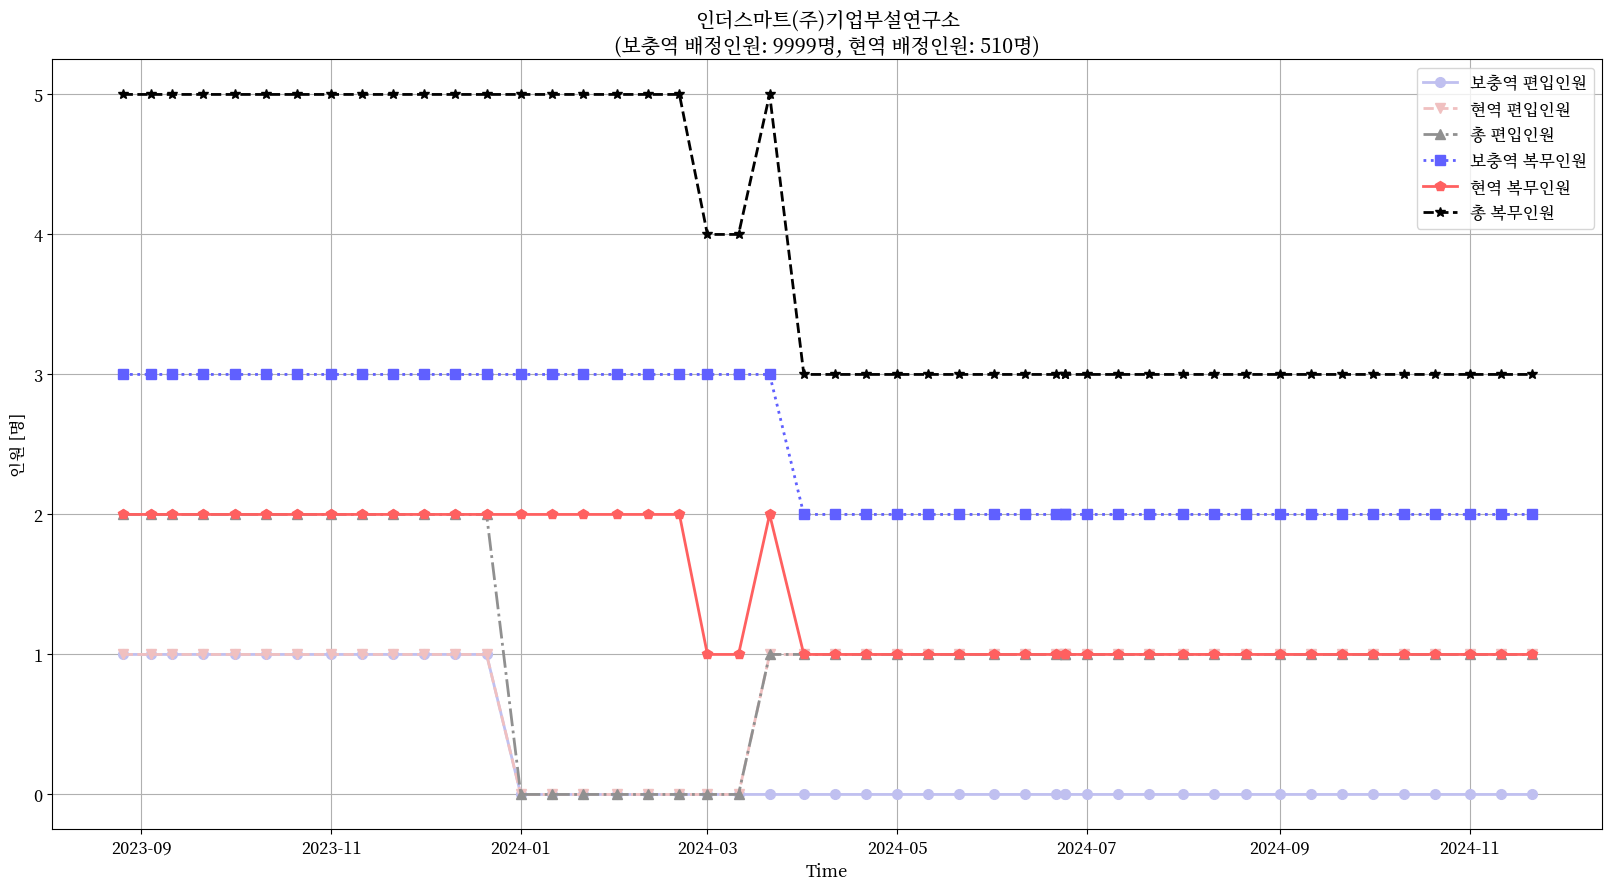 인더스마트(주)기업부설연구소
(보충역 배정인원: 9999명, 현역 배정인원: 510명)
보충역 편입인원
현역 편입인원
총 편입인원
보충역 복무인원
현역 복무인원
총 복무인원
인원 [명]
5
4
3
2
1
0
2023-09 2023-11 2024-01 2024-03 2024-05 2024-07 2024-09 2024-11
Time